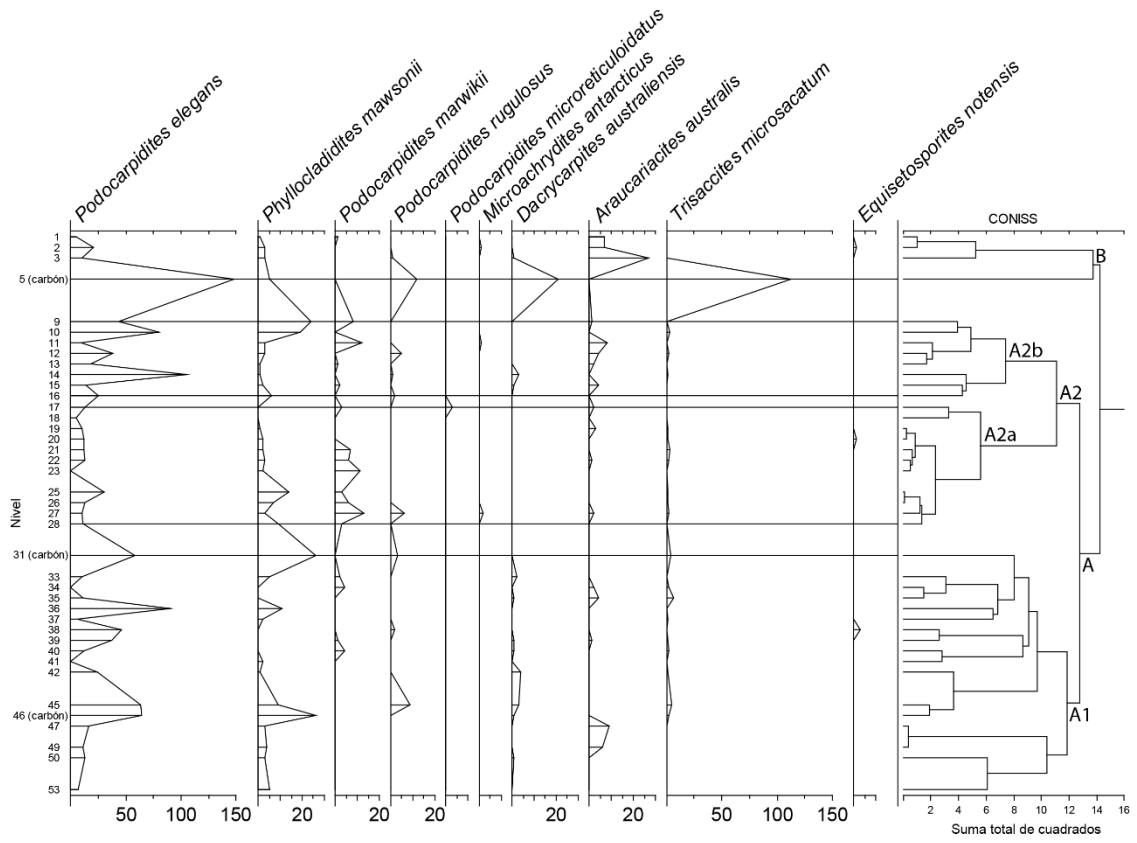 Podocarpidites elegans
Phyllocladidites mawsonii
Podocarpidites marwikii
Podocarpidites rugulosus
Podocarpidites microreticuloidatus
Microachrydites antarcticus
Dacrycarpites australiensis
Araucariacites australis
Trisaccites microsacatum
Equisetosporites notensis
CONISS
Nivel
1
2
3
5 (carbón)
9
10
11
12
13
14
15
16
17
18
19
20
21
22
23
25
26
27
28
31 (carbón)
33
34
35
36
37
38
39
40
41
42
45
46 (carbón)
47
49
50
53
B
A2b
A2
A2a
A
A1
50 100 150
20
20
20
20
20
50 100 150
2 4 6 8 10 12 14 16
Suma total de cuadrados